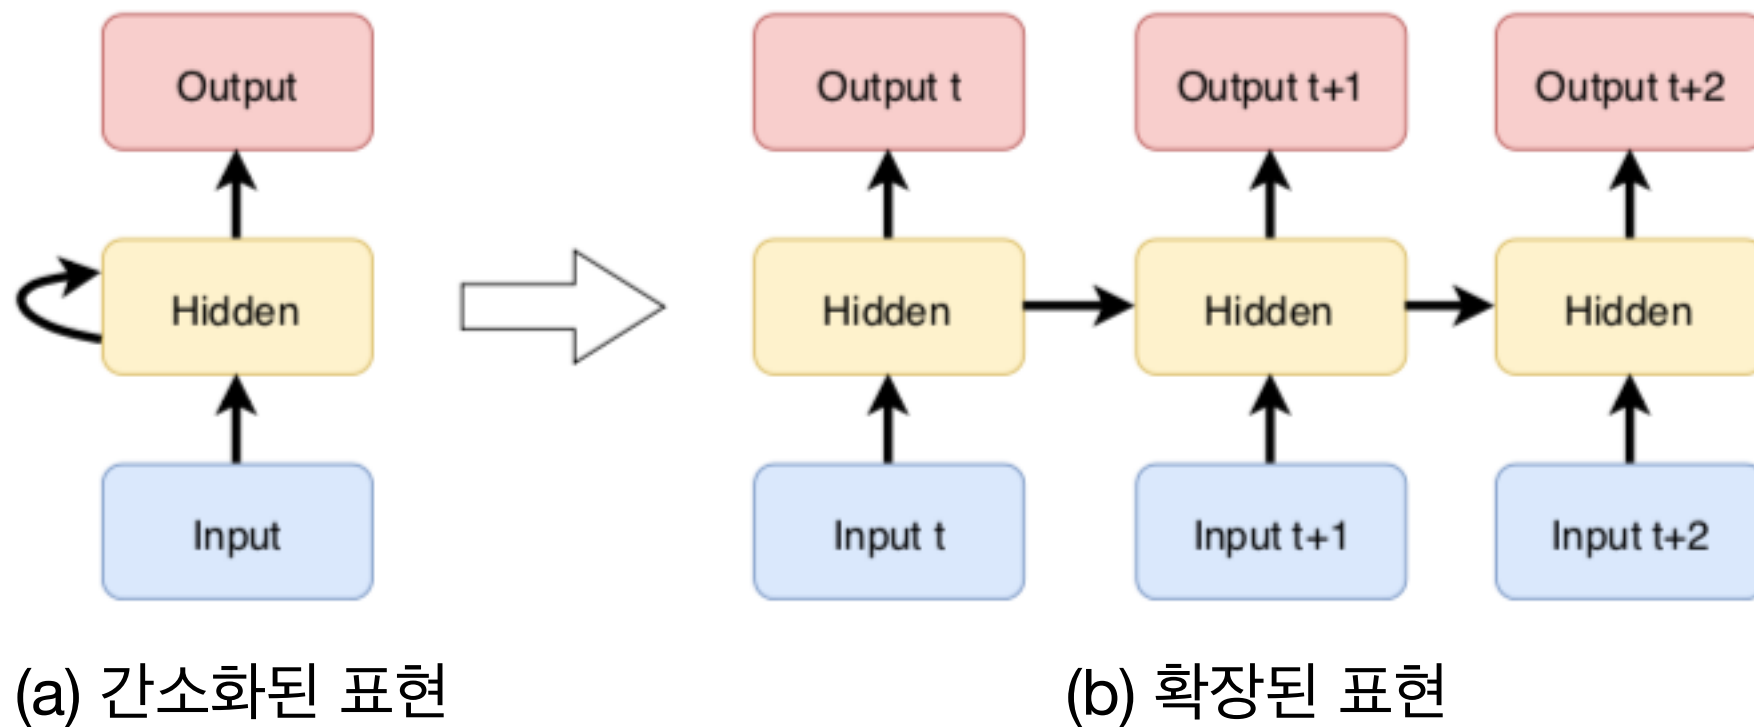 Output
Output t
Output t+1
Output t+2
Hidden
Hidden
Hidden
Hidden
Input
Input t
Input t+1
Input t+2
(a) 간소화된 표현
(b) 확장된 표현